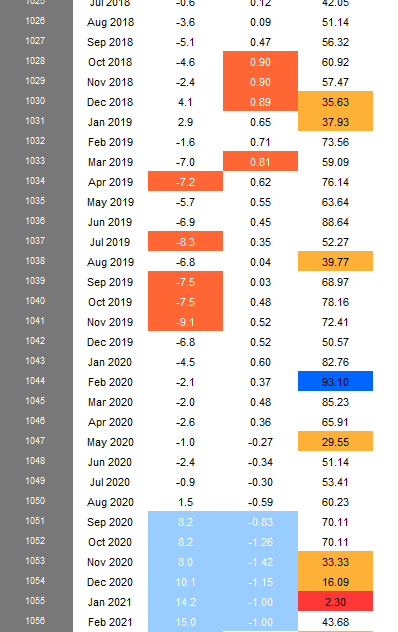 1025 Jul 2018 -0.6 0.12 42.05
1026 Aug 2018 -3.6 0.09 51.14
1027 Sep 2018 -5.1 0.47 56.32
1028 Oct 2018 -4.6 0.90 60.92
1029 Nov 2018 -2.4 0.90 57.47
1030 Dec 2018 4.1 0.89 35.63
1031 Jan 2019 2.9 0.65 37.93
1032 Feb 2019 -1.6 0.71 73.56
1033 Mar 2019 -7.0 0.81 59.09
1034 Apr 2019 -7.2 0.62 76.14
1035 May 2019 -5.7 0.55 63.64
1036 Jun 2019 -6.9 0.45 88.64
1037 Jul 2019 -8.3 0.35 52.27
1038 Aug 2019 -6.8 0.04 39.77
1039 Sep 2019 -7.5 0.03 68.97
1040 Oct 2019 -7.5 0.48 78.16
1041 Nov 2019 -9.1 0.52 72.41
1042 Dec 2019 -6.8 0.52 50.57
1043 Jan 2020 -4.5 0.60 82.76
1044 Feb 2020 -2.1 0.37 93.10
1045 Mar 2020 -2.0 0.48 85.23
1046 Apr 2020 -2.6 0.36 65.91
1047 May 2020 -1.0 -0.27 29.55
1048 Jun 2020 -2.4 -0.34 51.14
1049 Jul 2020 -0.9 -0.30 53.41
1050 Aug 2020 1.5 -0.59 60.23
1051 Sep 2020 8.2 -0.83 70.11
1052 Oct 2020 8.2 -1.26 70.11
1053 Nov 2020 8.0 -1.42 33.33
1054 Dec 2020 10.1 -1.15 16.09
1055 Jan 2021 14.2 -1.00 2.30
1056 Feb 2021 15.0 -1.00 43.68